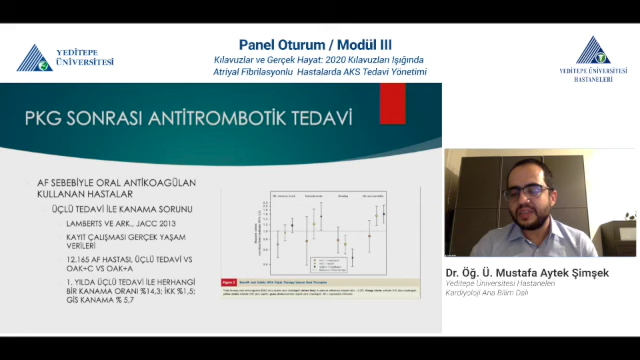 YEDİTEPE
ÜNİVERSİTESİ
Panel Oturum / Modül III
Kılavuzlar ve Gerçek Hayat: 2020 Kılavuzları Işığında
Atriyal Fibrilasyonlu Hastalarda AKS Tedavi Yönetimi
YEDİTEPE ÜNİVERSİTESİ
HASTANELERİ
PKG SONRASI ANTİTROMBOTİK TEDAVİ
AF SEBEBİYLE ORAL ANTİKOAGÜLAN
KULLANAN HASTALAR
ÜÇLÜ TEDAVİ İLE KANAMA SORUNU
LAMBERTS VE ARK., JACC 2013
KAYIT ÇALIŞMASI GERÇEK YAŞAM
VERİLERİ
12.165 AF HASTASI, ÜÇLÜ TEDAVİ VS
OAK+C VS OAK+A
1. YILDA ÜÇLÜ TEDAVİ İLE HERHANGİ
BİR KANAMA ORANI %14,3; İKK %1,5;
GİS KANAMA % 5,7
Dr. Öğ. Ü. Mustafa Aytek Şimşek
Yeditepe Üniversitesi Hastaneleri
Kardiyoloji Ana Bilim Dalı